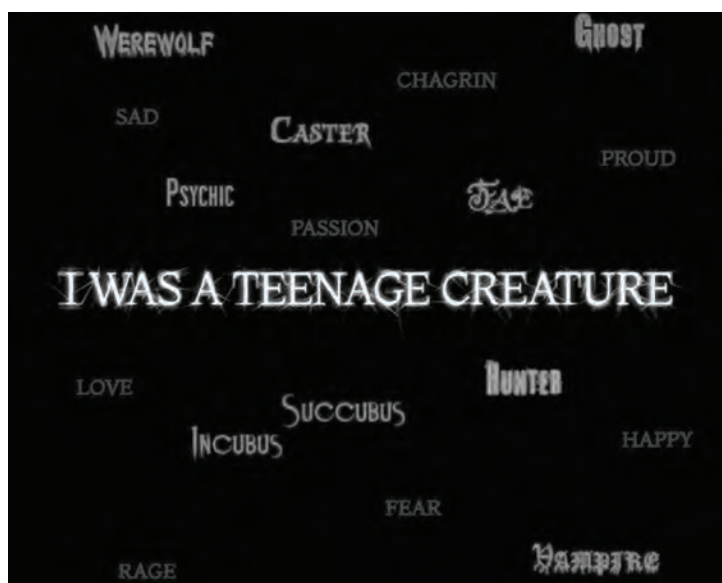 WEREWOLF
GHOST
CHAGRIN
SAD
CASTER
PROUD
PSYCHIC
FAE
PASSION
I WAS A TEENAGE CREATURE
LOVE
HUNTER
SUCCUBUS
INCUBUS
HAPPY
FEAR
VAMPIRE
RAGE